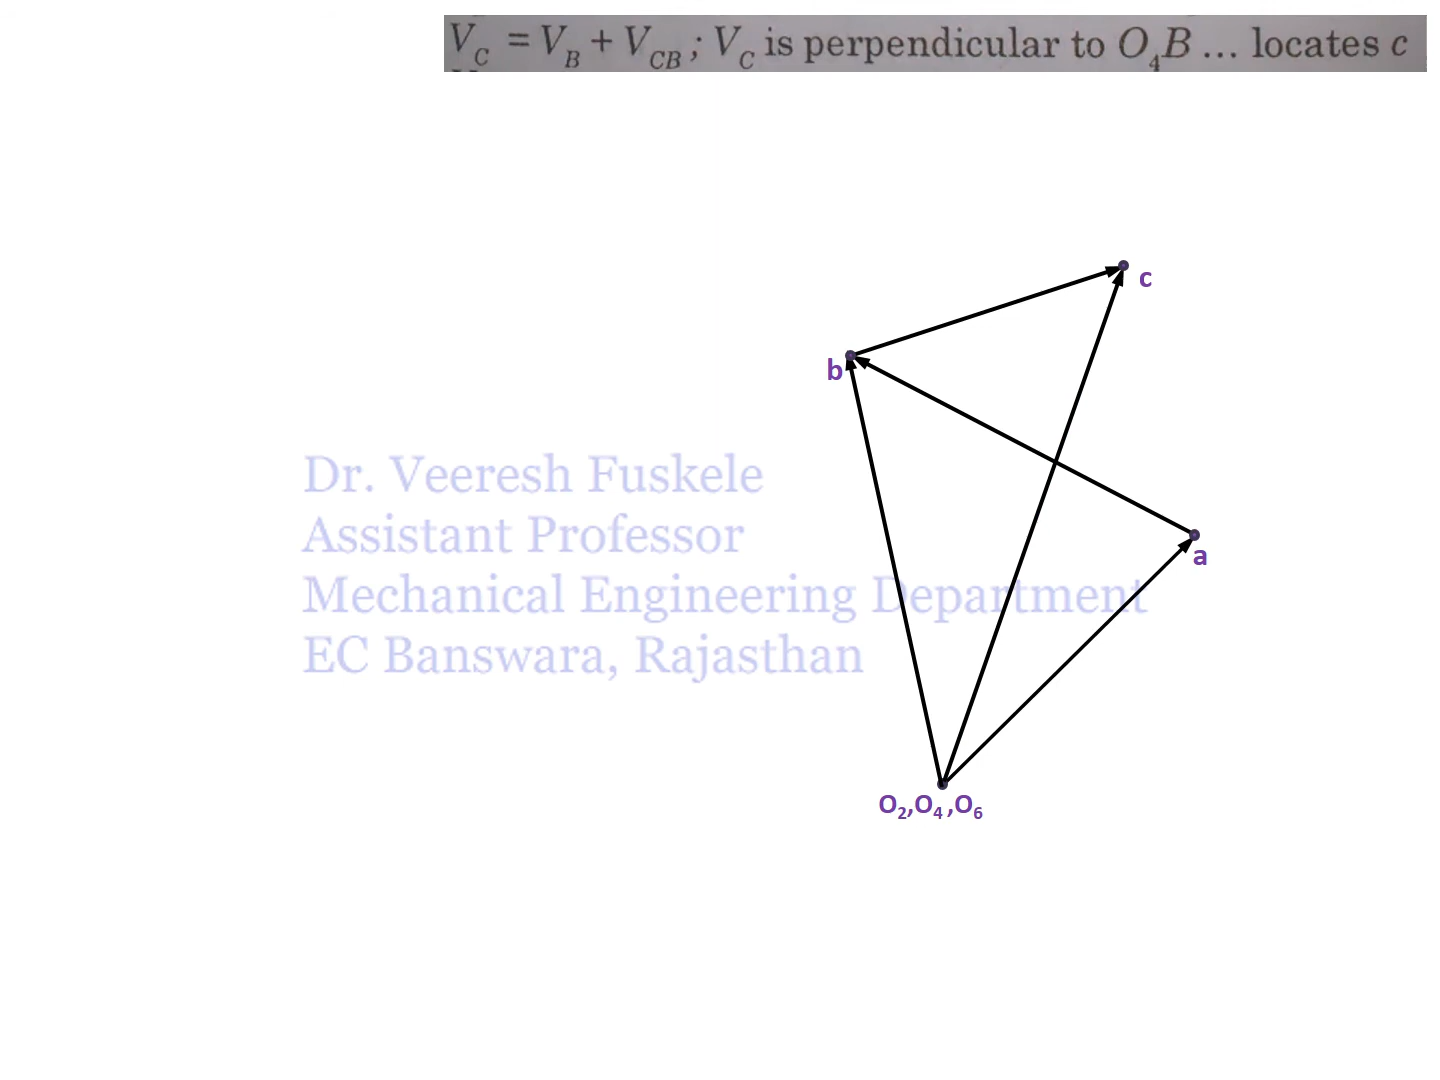 V_C = V_B + V_CB ; V_C is perpendicular to O_4B ... locates c
c
b
a
Dr. Veeresh Fuskele
Assistant Professor
Mechanical Engineering Department
EC Banswara, Rajasthan
O2,O4 ,O6